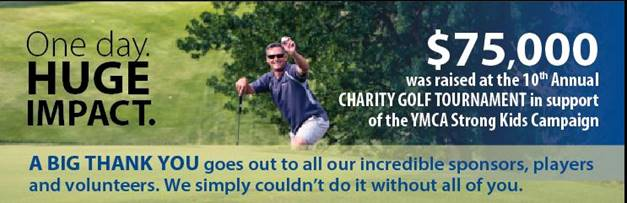 One day.
HUGE
IMPACT.
$75,000
was raised at the 10th Annual
CHARITY GOLF TOURNAMENT in support
of the YMCA Strong Kids Campaign
A BIG THANK YOU goes out to all our incredible sponsors, players
and volunteers. We simply couldn't do it without all of you.